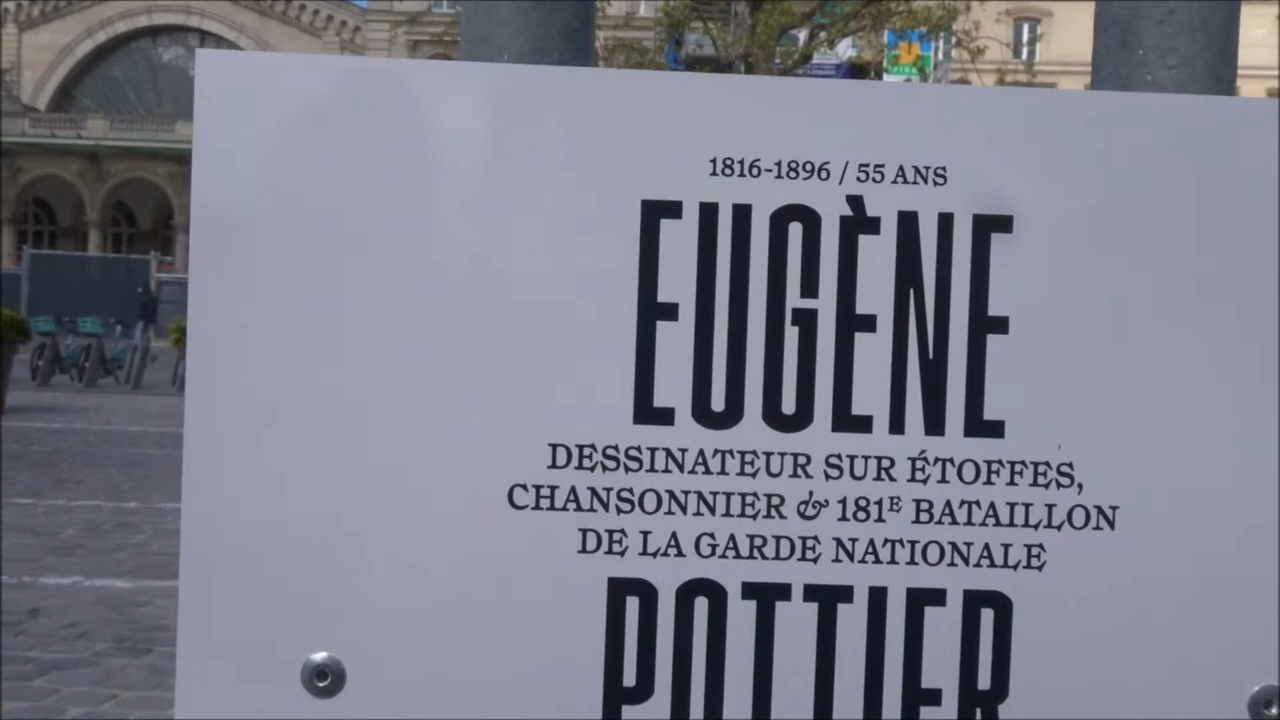 1816-1896 / 55 ANS
EUGÈNE
DESSINATEUR SUR ÉTOFFES,
CHANSONNIER & 181E BATAILLON
DE LA GARDE NATIONALE
POTTIER